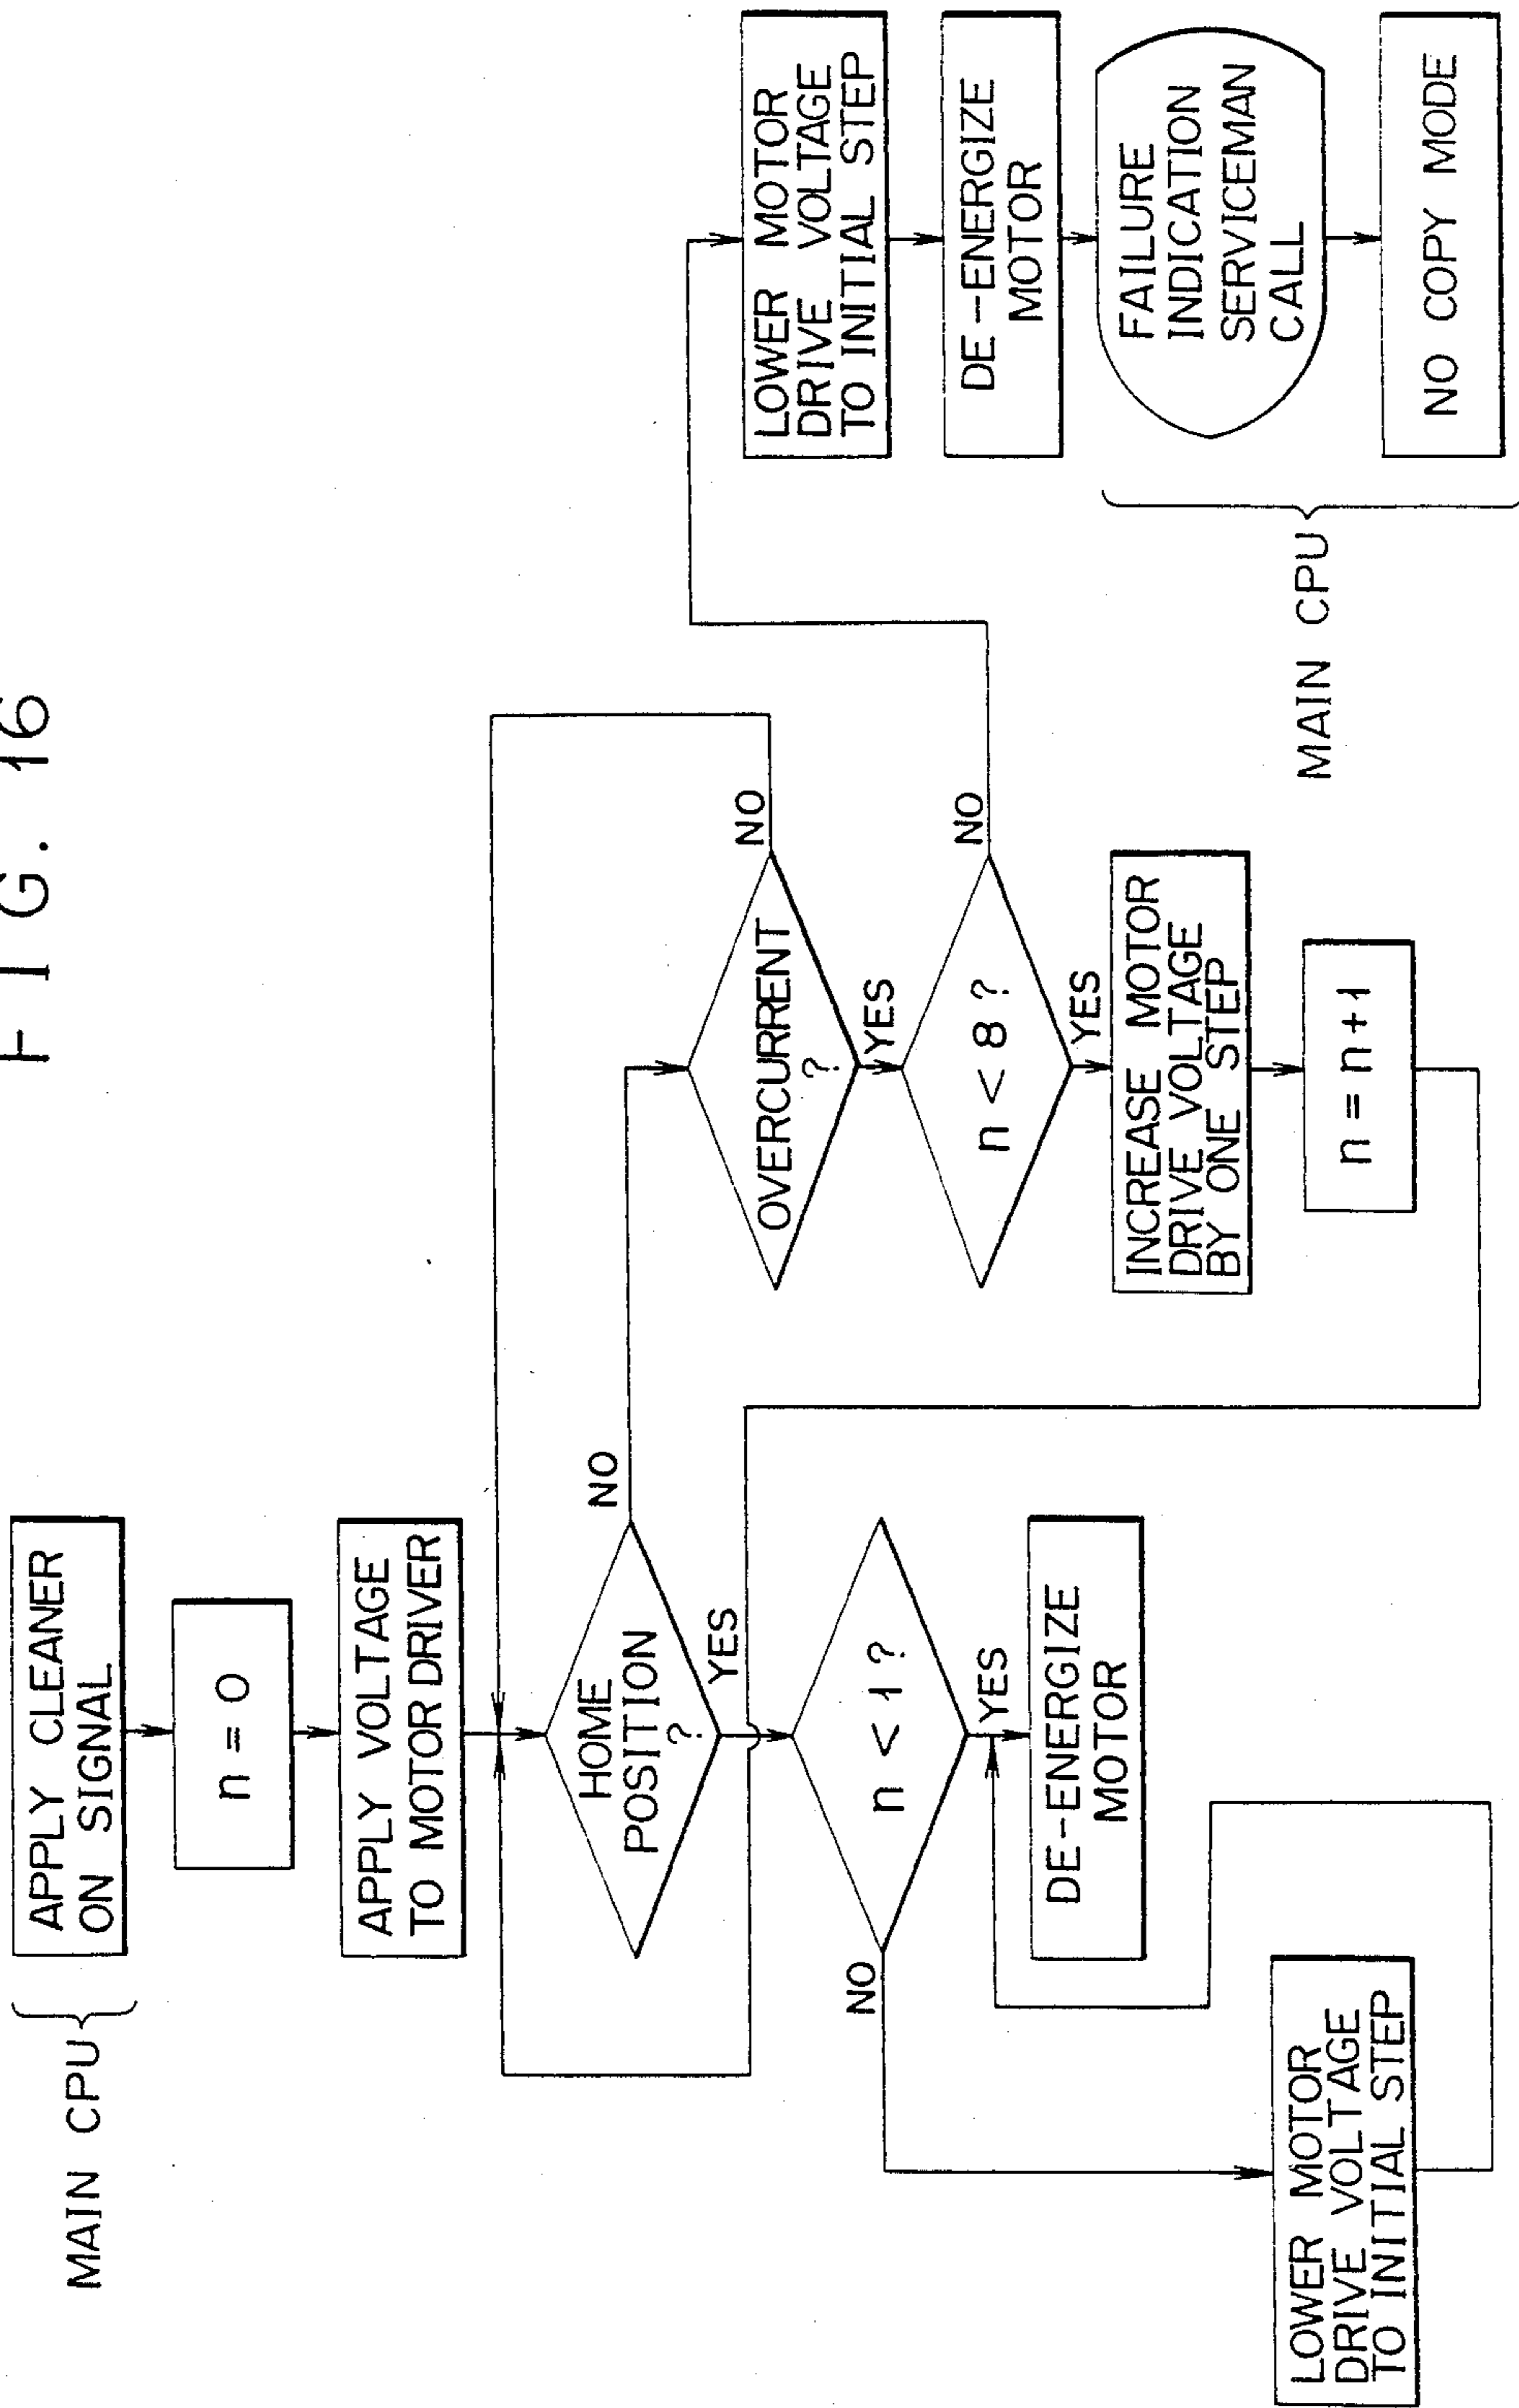 FIG. 16
MAIN CPU
APPLY CLEANER
ON SIGNAL
n = 0
APPLY VOLTAGE
TO MOTOR DRIVER
HOME
POSITION
?
NO
YES
n < 1 ?
NO
YES
DE-ENERGIZE
MOTOR
LOWER MOTOR
DRIVE VOLTAGE
TO INITIAL STEP
OVERCURRENT
?
NO
YES
n < 8 ?
NO
YES
INCREASE MOTOR
DRIVE VOLTAGE
BY ONE STEP
n = n+1
LOWER MOTOR
DRIVE VOLTAGE
TO INITIAL STEP
DE-ENERGIZE
MOTOR
FAILURE
INDICATION
SERVICEMAN
CALL
NO COPY MODE
MAIN CPU